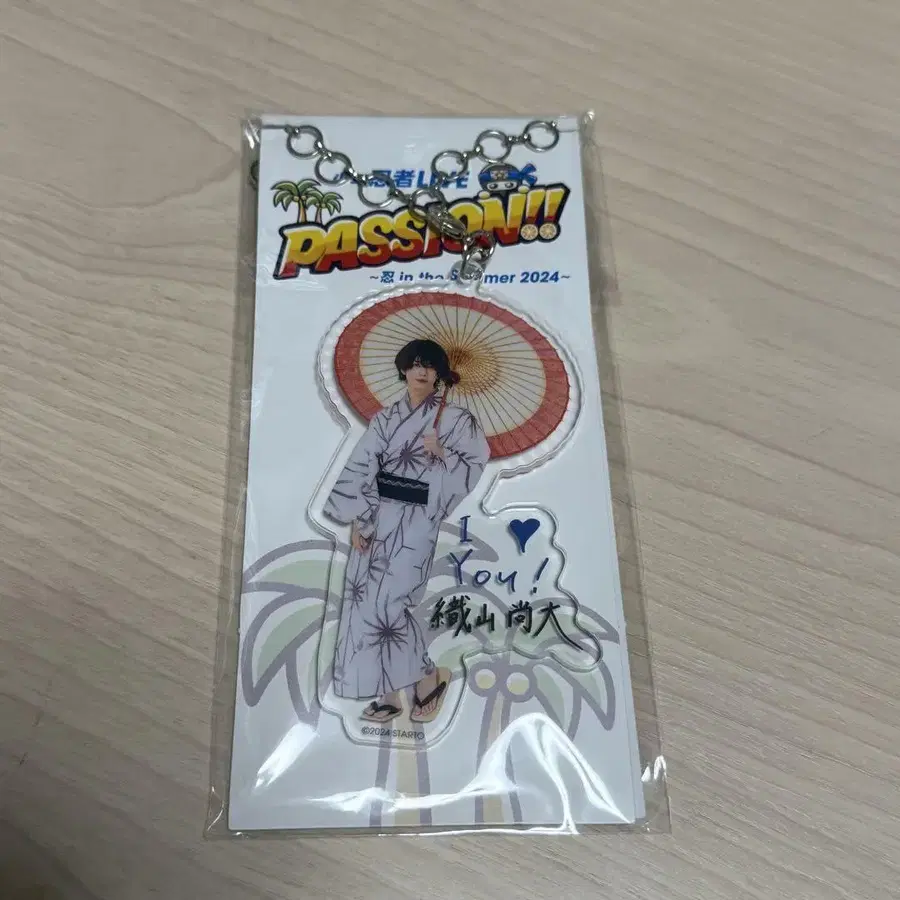 忍者LIVE
PASSION!!
~忍 in the Summer 2024~
I ♥
You!
織山尚大
©2024 STARTO